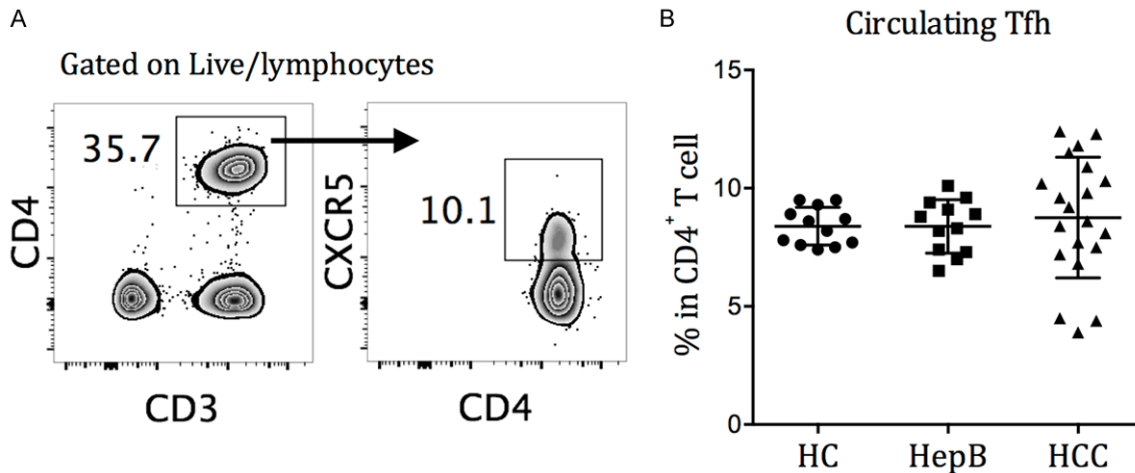 A
Gated on Live/lymphocytes
35.7
CD4
CD3
10.1
CXCR5
CD4
B
Circulating Tfh
% in CD4⁺ T cell
15
10
5
0
HC HepB HCC